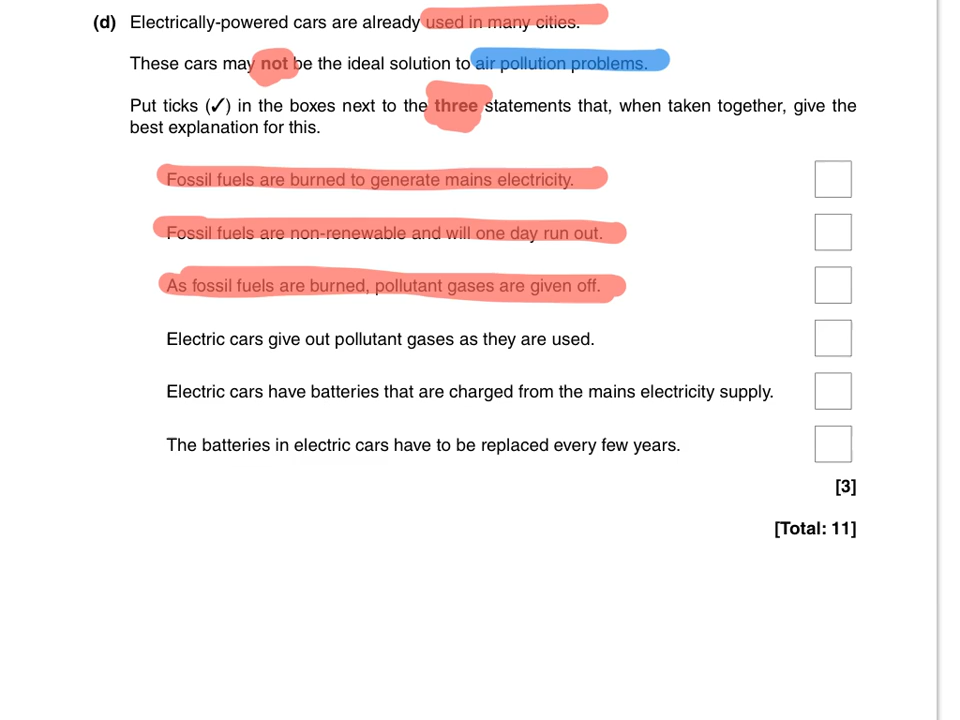 (d) Electrically-powered cars are already used in many cities.
These cars may not be the ideal solution to air pollution problems.
Put ticks (✓) in the boxes next to the three statements that, when taken together, give the
best explanation for this.
Fossil fuels are burned to generate mains electricity.
Fossil fuels are non-renewable and will one day run out.
As fossil fuels are burned, pollutant gases are given off.
Electric cars give out pollutant gases as they are used.
Electric cars have batteries that are charged from the mains electricity supply.
The batteries in electric cars have to be replaced every few years.
[3]
[Total: 11]